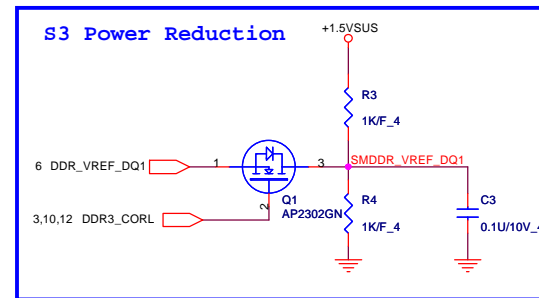 S3 Power Reduction
+1.5VSUS
R3
1K/F_4
6 DDR_VREF_DQ1
1
3
SMDDR_VREF_DQ1
Q1
AP2302GN
2
R4
1K/F_4
C3
0.1U/10V_4
3,10,12 DDR3_CORL